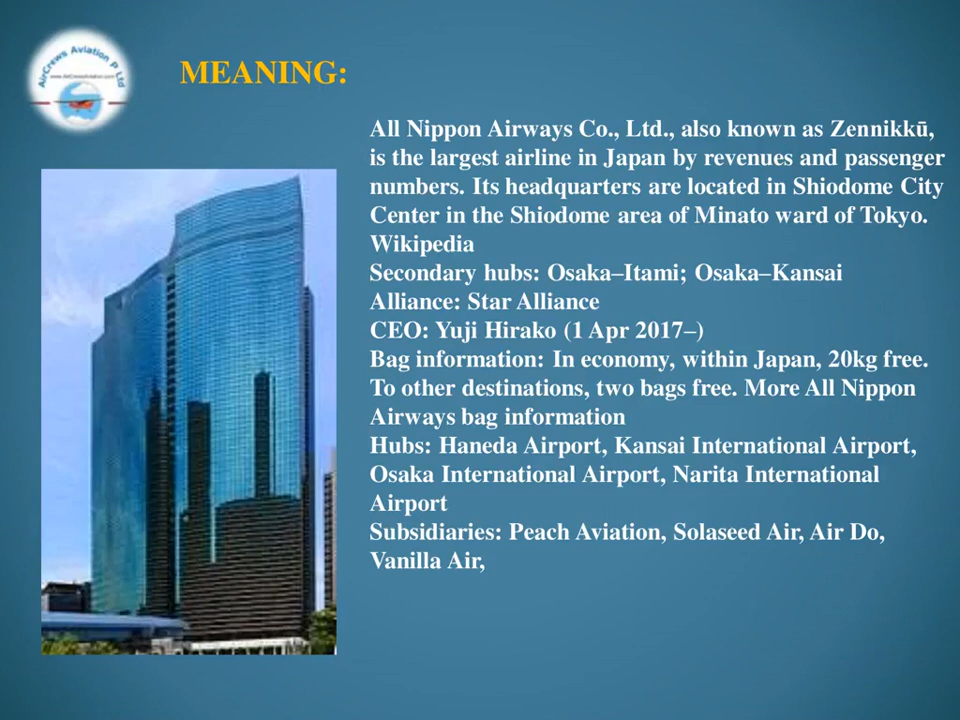 AirCrews Aviation P Ltd
www.AirCrewsAviation.com
MEANING:
All Nippon Airways Co., Ltd., also known as Zennikkū,
is the largest airline in Japan by revenues and passenger
numbers. Its headquarters are located in Shiodome City
Center in the Shiodome area of Minato ward of Tokyo.
Wikipedia
Secondary hubs: Osaka–Itami; Osaka–Kansai
Alliance: Star Alliance
CEO: Yuji Hirako (1 Apr 2017–)
Bag information: In economy, within Japan, 20kg free.
To other destinations, two bags free. More All Nippon
Airways bag information
Hubs: Haneda Airport, Kansai International Airport,
Osaka International Airport, Narita International
Airport
Subsidiaries: Peach Aviation, Solaseed Air, Air Do,
Vanilla Air,